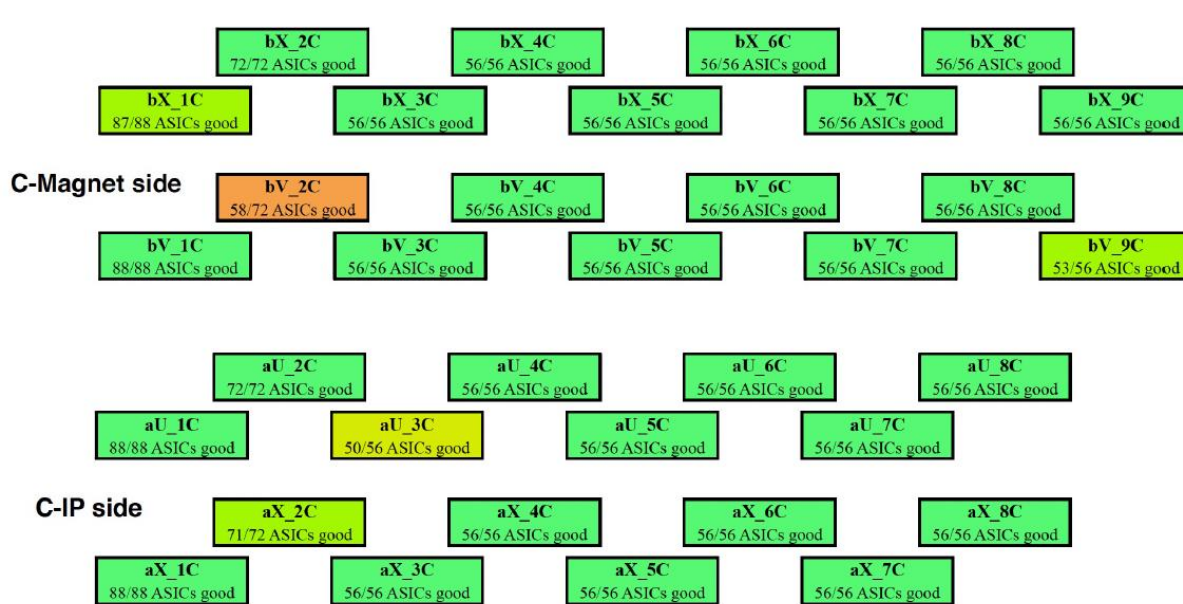 bX_2C bX_4C bX_6C bX_8C
72/72 ASICs good 56/56 ASICs good 56/56 ASICs good 56/56 ASICs good
bX_1C bX_3C bX_5C bX_7C bX_9C
87/88 ASICs good 56/56 ASICs good 56/56 ASICs good 56/56 ASICs good 56/56 ASICs good
C-Magnet side
bV_2C bV_4C bV_6C bV_8C
58/72 ASICs good 56/56 ASICs good 56/56 ASICs good 56/56 ASICs good
bV_1C bV_3C bV_5C bV_7C bV_9C
88/88 ASICs good 56/56 ASICs good 56/56 ASICs good 56/56 ASICs good 53/56 ASICs good
aU_2C aU_4C aU_6C aU_8C
72/72 ASICs good 56/56 ASICs good 56/56 ASICs good 56/56 ASICs good
aU_1C aU_3C aU_5C aU_7C
88/88 ASICs good 50/56 ASICs good 56/56 ASICs good 56/56 ASICs good
C-IP side
aX_2C aX_4C aX_6C aX_8C
71/72 ASICs good 56/56 ASICs good 56/56 ASICs good 56/56 ASICs good
aX_1C aX_3C aX_5C aX_7C
88/88 ASICs good 56/56 ASICs good 56/56 ASICs good 56/56 ASICs good